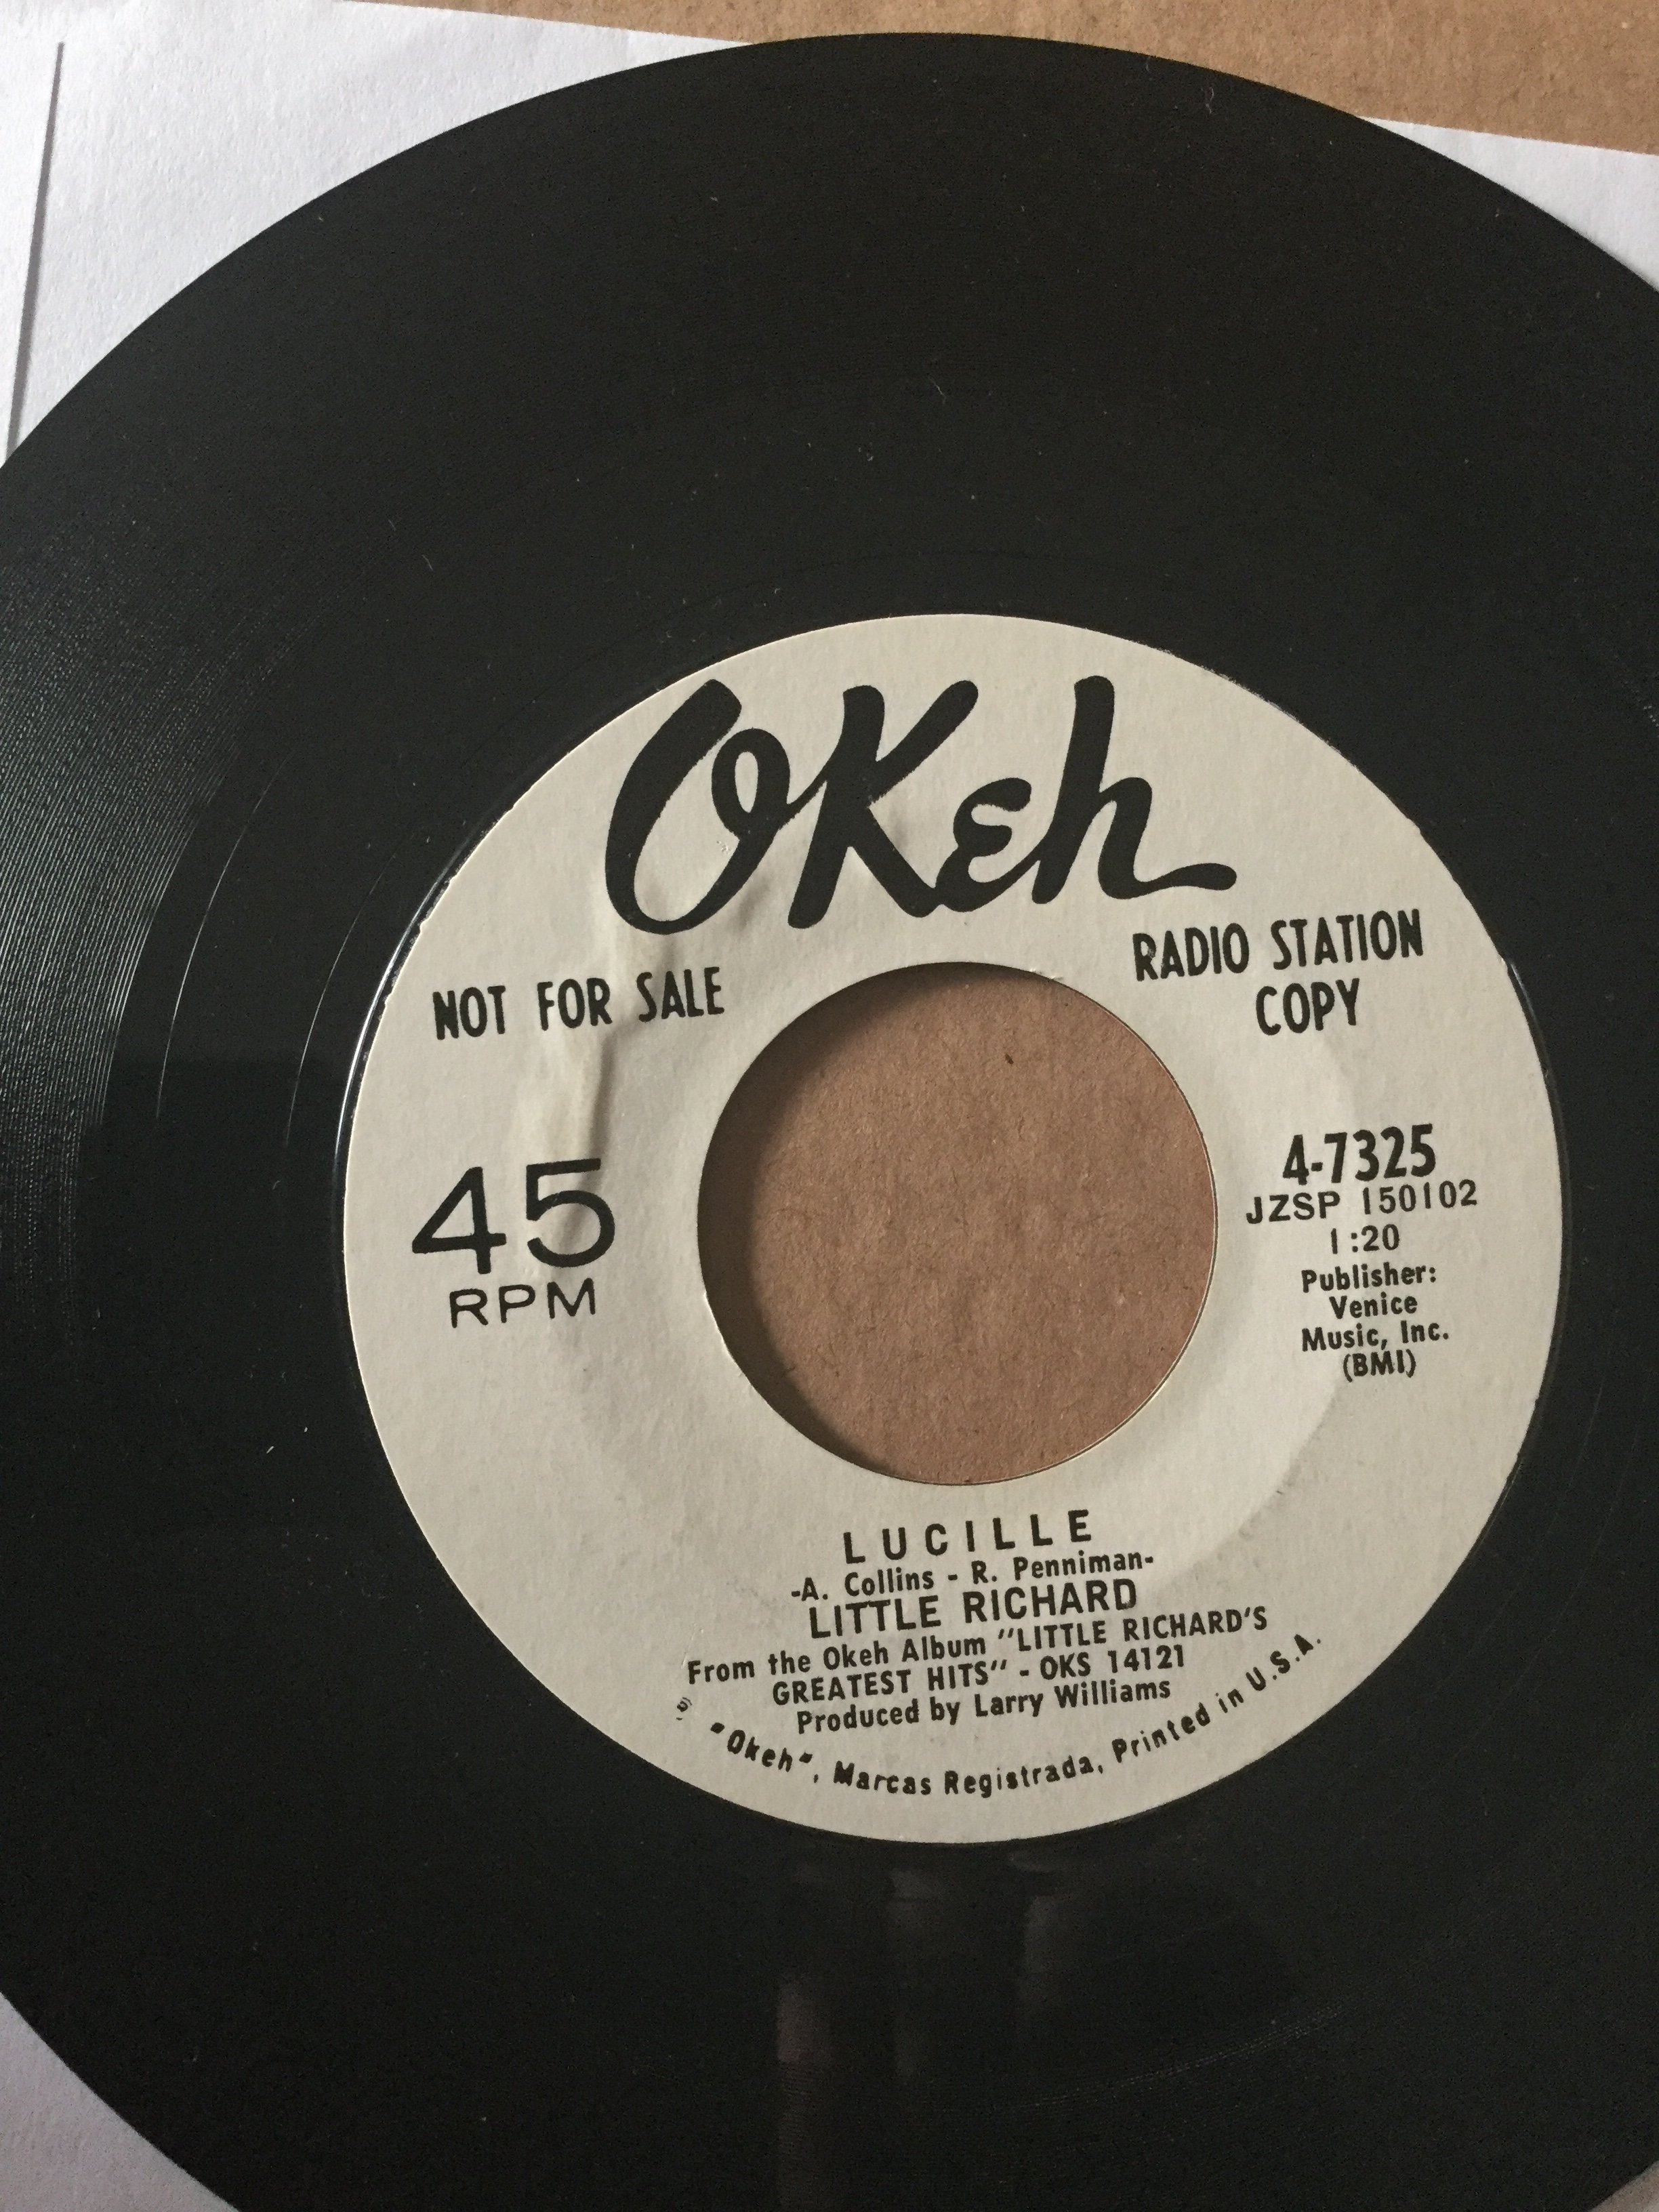 OKeh
NOT FOR SALE
RADIO STATION
COPY
45
RPM
4-7325
JZSP 150102
1:20
Publisher:
Venice
Music, Inc.
(BMI)
LUCILLE
-A. Collins - R. Penniman-
LITTLE RICHARD
From the Okeh Album "LITTLE RICHARD'S
GREATEST HITS" - OKS 14121
Produced by Larry Williams
"Okeh", Marcas Registrada, Printed in U.S.A.